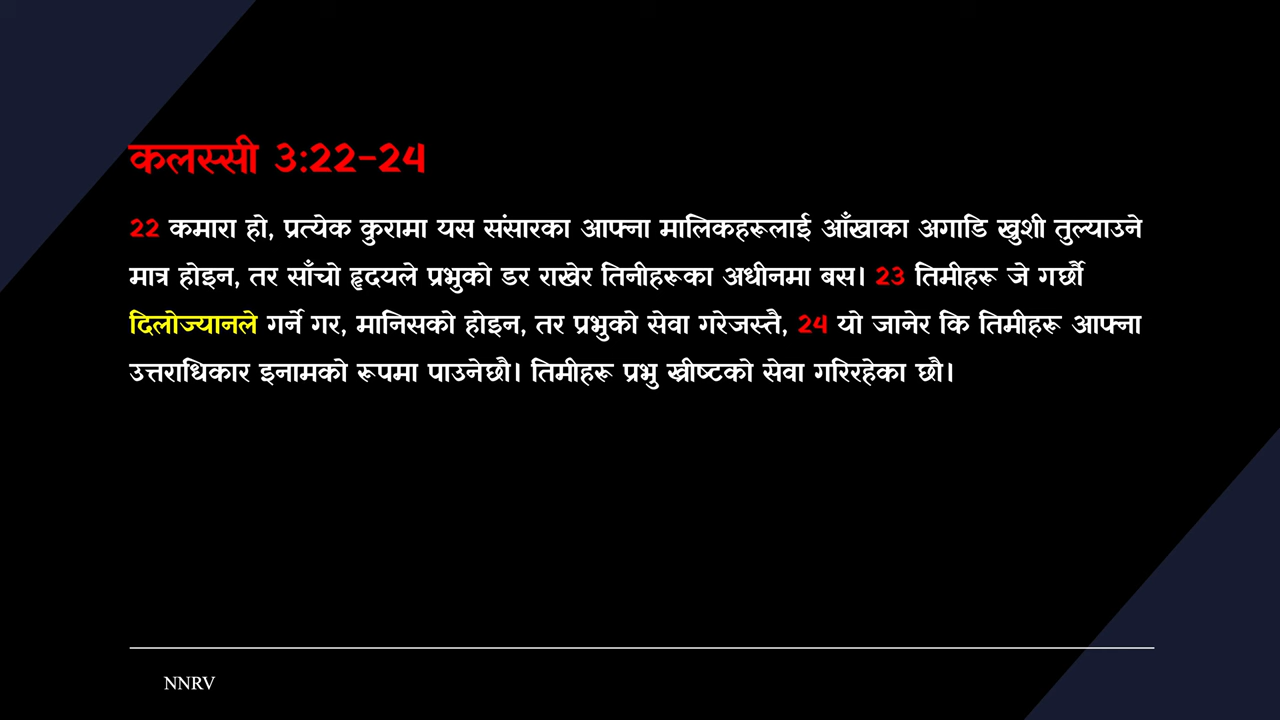 कलस्सी 3:22-24
22 कमारा हो, प्रत्येक कुरामा यस संसारका आफ्ना मालिकहरूलाई आँखाका अगाडि खुशी तुल्याउने
मात्र होइन, तर साँचो हृदयले प्रभुको डर राखेर तिनीहरूका अधीनमा बस। 23 तिमीहरू जे गर्छौ
दिलोज्यानले गर्ने गर, मानिसको होइन, तर प्रभुको सेवा गरेजस्तै, 24 यो जानेर कि तिमीहरू आफ्ना
उत्तराधिकार इनामको रूपमा पाउनेछौ। तिमीहरू प्रभु ख्रीष्टको सेवा गरिरहेका छौ।
NNRV